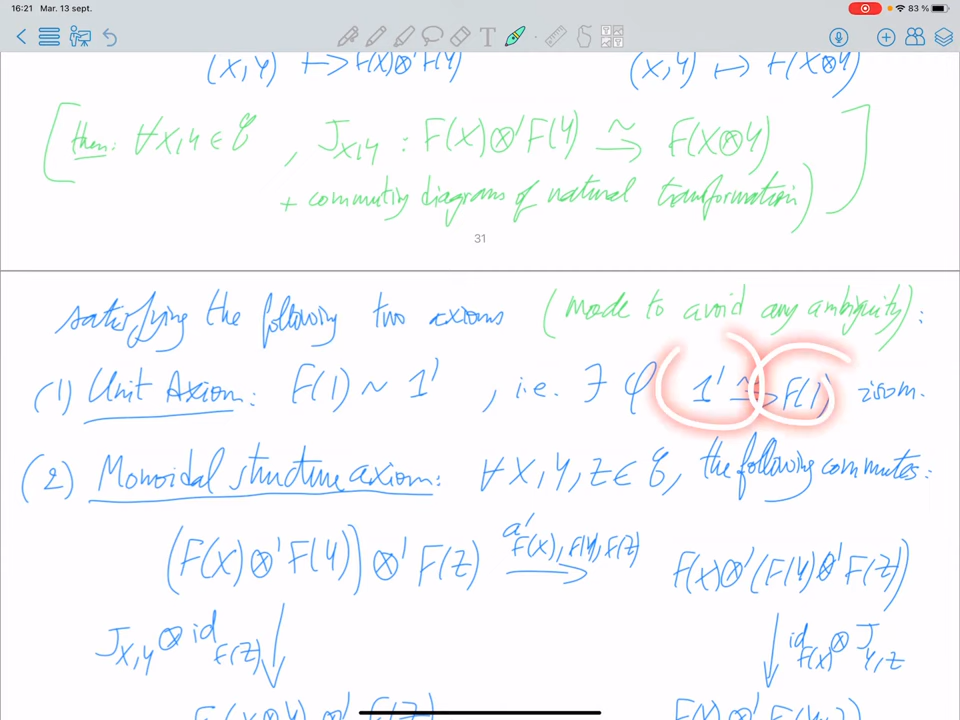 16:21 Mar. 13 sept. 83 %
(X,Y) ↦ F(X)⊗'F(Y) (X,Y) ↦ F(X⊗Y)
[then: ∀X,Y ∈ C, J_{X,Y} : F(X)⊗'F(Y) ≅→ F(X⊗Y)
+ commuting diagrams of natural transformation)]
31
satisfying the following two axioms (made to avoid any ambiguity):
(1) Unit Axiom: F(1) ~ 1', i.e. ∃ φ 1' ≅→ F(1) isom.
(2) Monoidal structure axiom: ∀X,Y,Z ∈ C, the following commutes:
(F(X)⊗'F(Y))⊗'F(Z) a'_{F(X),F(Y),F(Z)} → F(X)⊗'(F(Y)⊗'F(Z))
J_{X,Y} ⊗ id_{F(Z)} ↓ ↓ id_{F(X)} ⊗ J_{Y,Z}